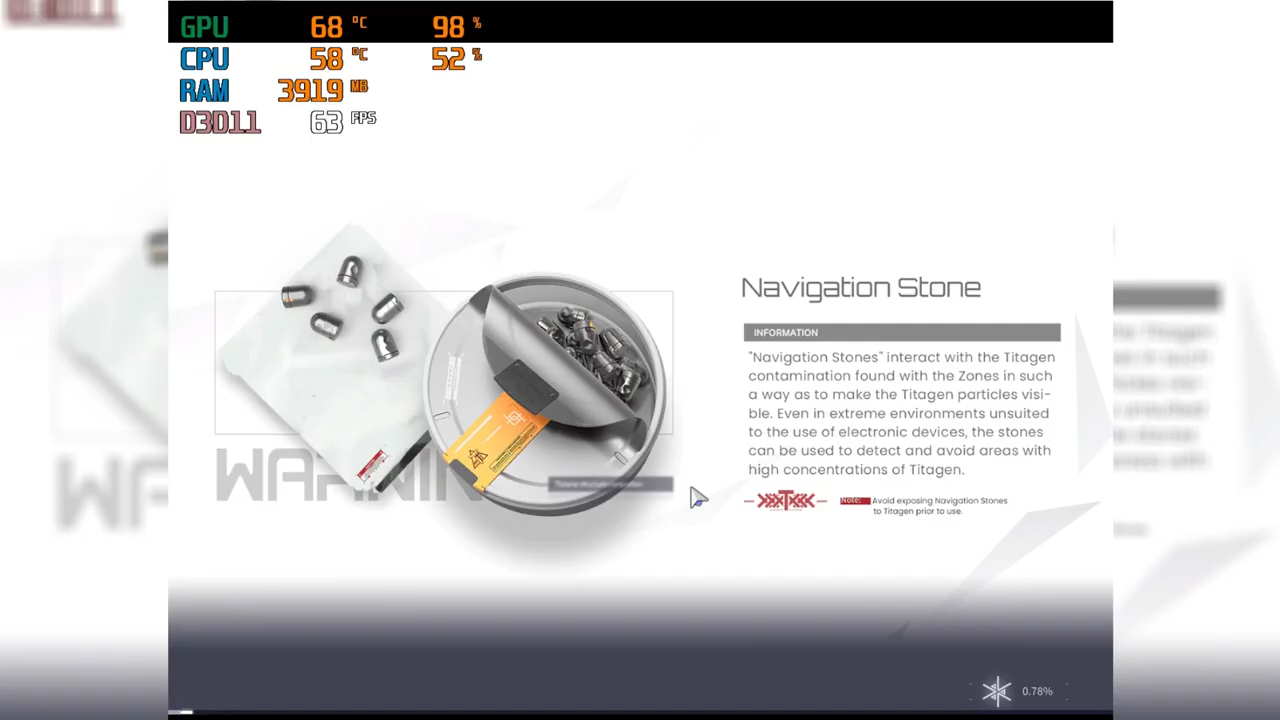 GPU 68 °C 98 %
CPU 58 °C 52 %
RAM 3919 MB
D3D11 63 FPS
Navigation Stone
INFORMATION
"Navigation Stones" interact with the Titagen
contamination found with the Zones in such
a way as to make the Titagen particles visi-
ble. Even in extreme environments unsuited
to the use of electronic devices, the stones
can be used to detect and avoid areas with
high concentrations of Titagen.
Note: Avoid exposing Navigation Stones
to Titagen prior to use.
WARNIN
0.78%